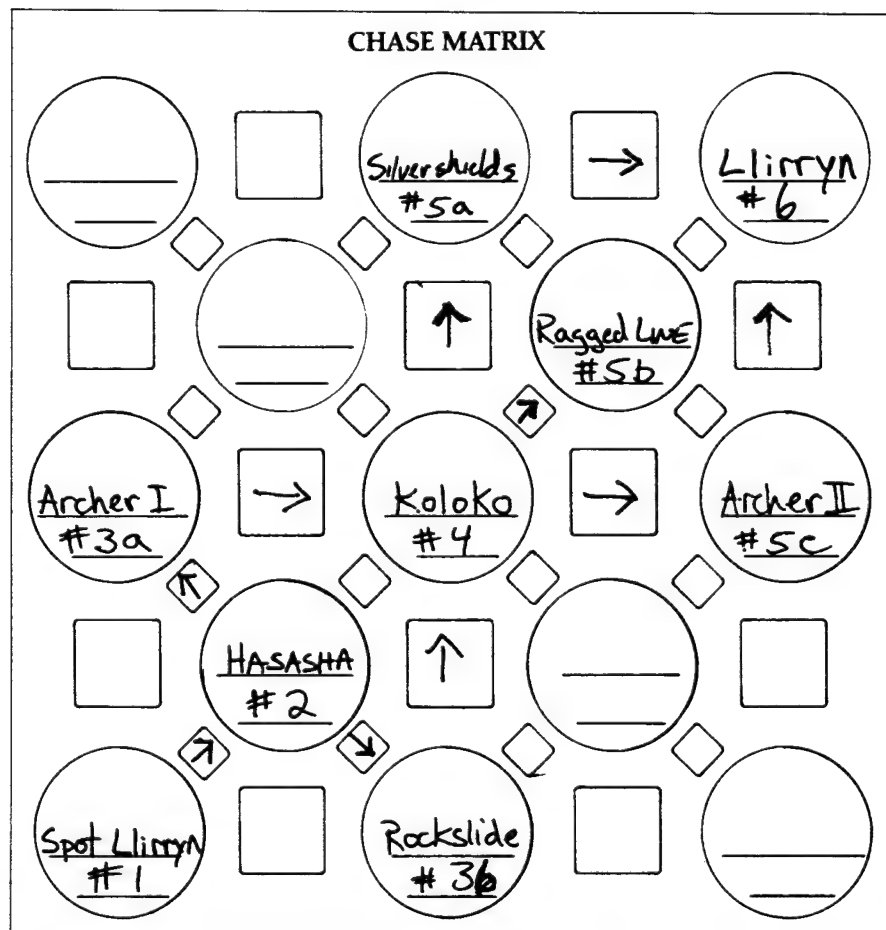 CHASE MATRIX
Silvershields
#5a
→
Llirryn
#6
↑
Ragged LINE
#5b
↑
↗
Archer I
#3a
→
Koloko
#4
→
Archer II
#5c
↖
HASASHA
#2
↑
↗
↘
Spot Llirryn
#1
Rockslide
#3b